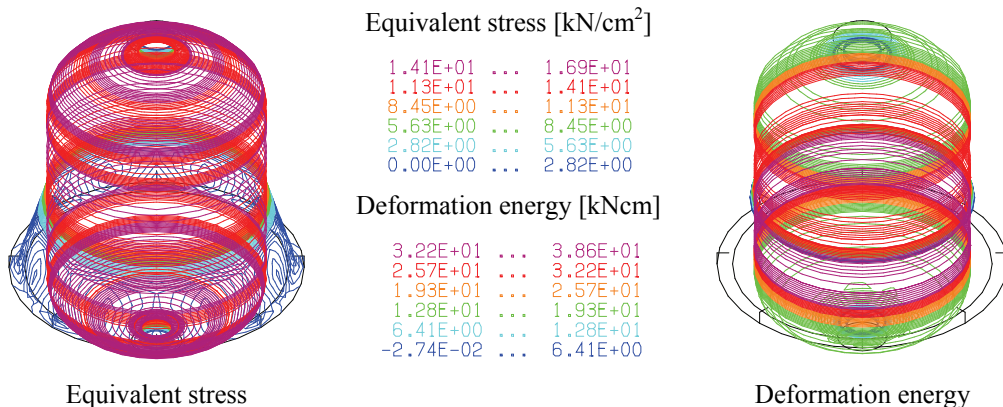 Equivalent stress [kN/cm²]
1.41E+01 ... 1.69E+01
1.13E+01 ... 1.41E+01
8.45E+00 ... 1.13E+01
5.63E+00 ... 8.45E+00
2.82E+00 ... 5.63E+00
0.00E+00 ... 2.82E+00
Deformation energy [kNcm]
3.22E+01 ... 3.86E+01
2.57E+01 ... 3.22E+01
1.93E+01 ... 2.57E+01
1.28E+01 ... 1.93E+01
6.41E+00 ... 1.28E+01
-2.74E-02 ... 6.41E+00
Equivalent stress
Deformation energy